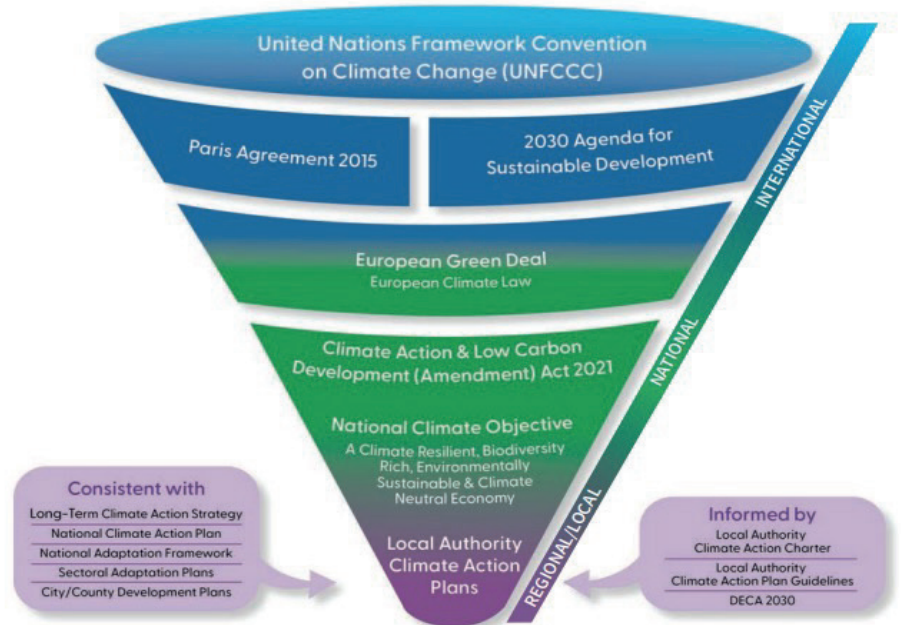 United Nations Framework Convention
on Climate Change (UNFCCC)
Paris Agreement 2015
2030 Agenda for
Sustainable Development
INTERNATIONAL
European Green Deal
European Climate Law
NATIONAL
Climate Action & Low Carbon
Development (Amendment) Act 2021
National Climate Objective
A Climate Resilient, Biodiversity
Rich, Environmentally
Sustainable & Climate
Neutral Economy
REGIONAL/LOCAL
Local Authority
Climate Action
Plans
Consistent with
Long-Term Climate Action Strategy
National Climate Action Plan
National Adaptation Framework
Sectoral Adaptation Plans
City/County Development Plans
Informed by
Local Authority
Climate Action Charter
Local Authority
Climate Action Plan Guidelines
DECA 2030